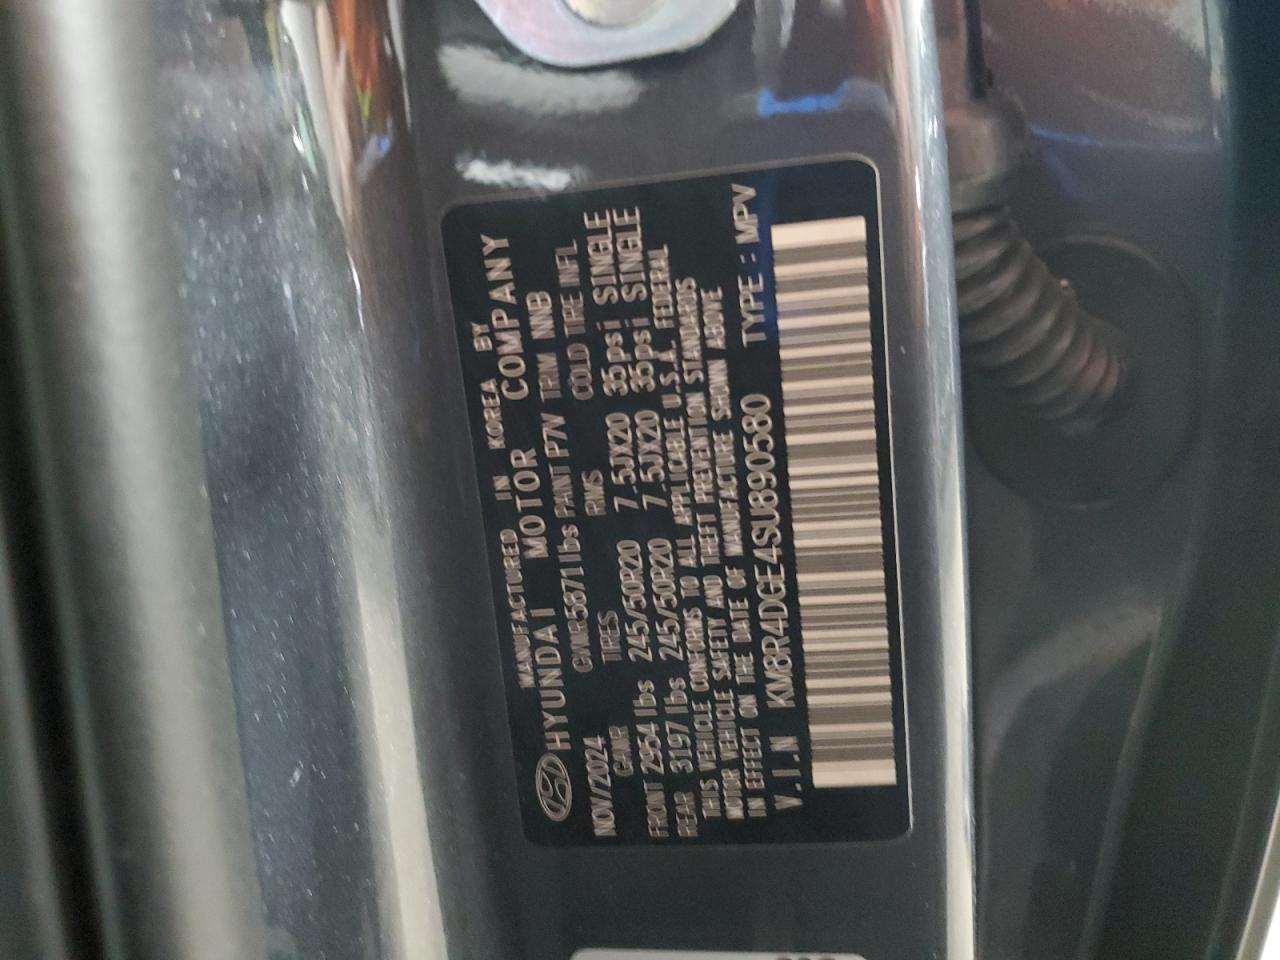 MANUFACTURED IN KOREA BY
HYUNDAI MOTOR COMPANY
NOV/2024 GVWR 5871lbs PAINT P7V TRIM NNB
GAWR TIRES RIMS COLD TIRE INFL
FRONT 2954 lbs 245/50R20 7.5JX20 35psi SINGLE
REAR 3197 lbs 245/50R20 7.5JX20 35psi SINGLE
THIS VEHICLE CONFORMS TO ALL APPLICABLE U.S.A. FEDERAL
MOTOR VEHICLE SAFETY AND THEFT PREVENTION STANDARDS
IN EFFECT ON THE DATE OF MANUFACTURE SHOWN ABOVE
V.I.N KM8R4DGE4SU890580 TYPE : MPV